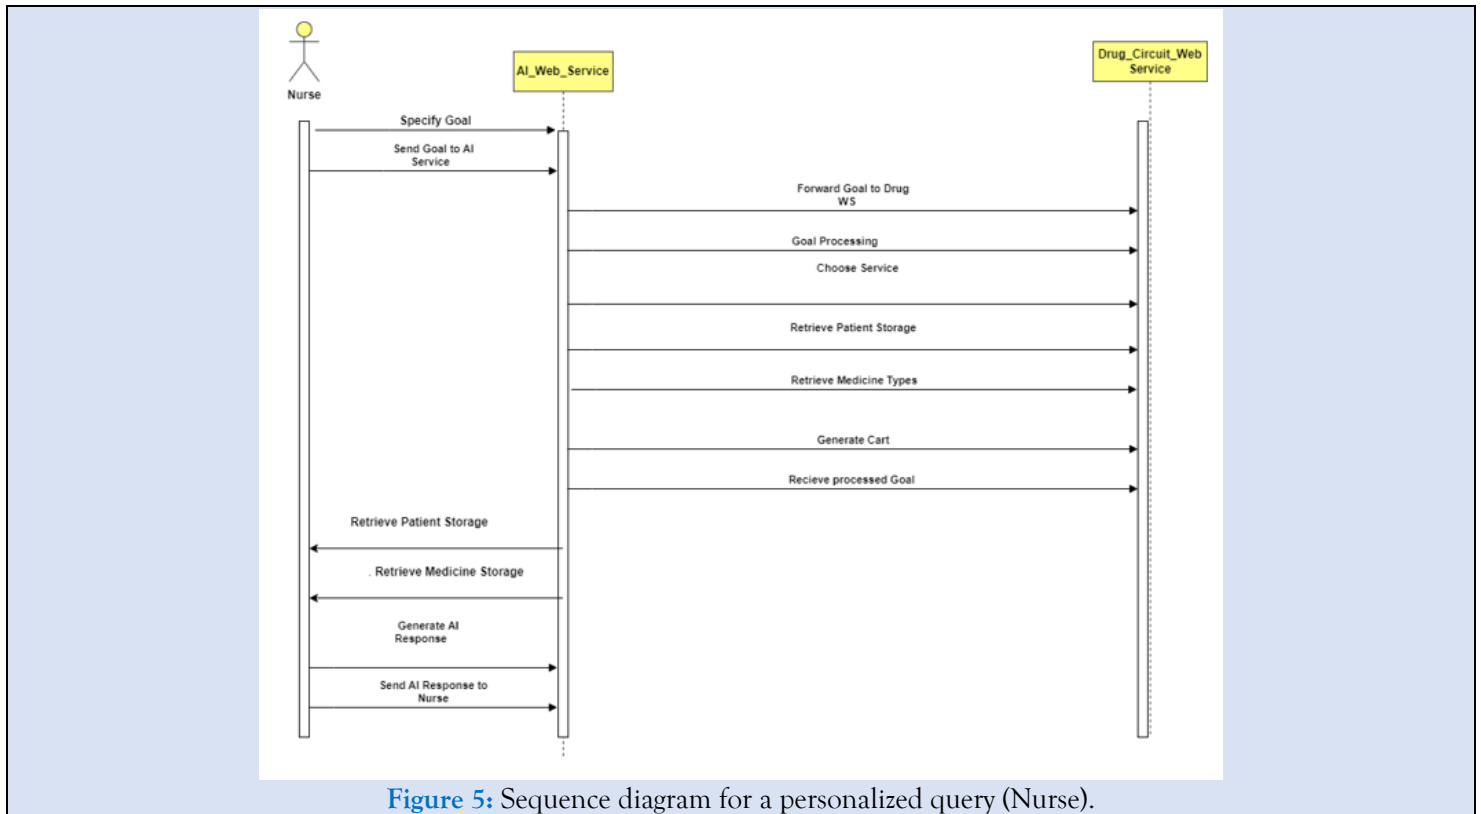 Nurse
AI_Web_Service
Drug_Circuit_Web
Service
Specify Goal
Send Goal to AI
Service
Forward Goal to Drug
WS
Goal Processing
Choose Service
Retrieve Patient Storage
Retrieve Medicine Types
Generate Cart
Recieve processed Goal
Retrieve Patient Storage
. Retrieve Medicine Storage
Generate AI
Response
Send AI Response to
Nurse
Figure 5: Sequence diagram for a personalized query (Nurse).